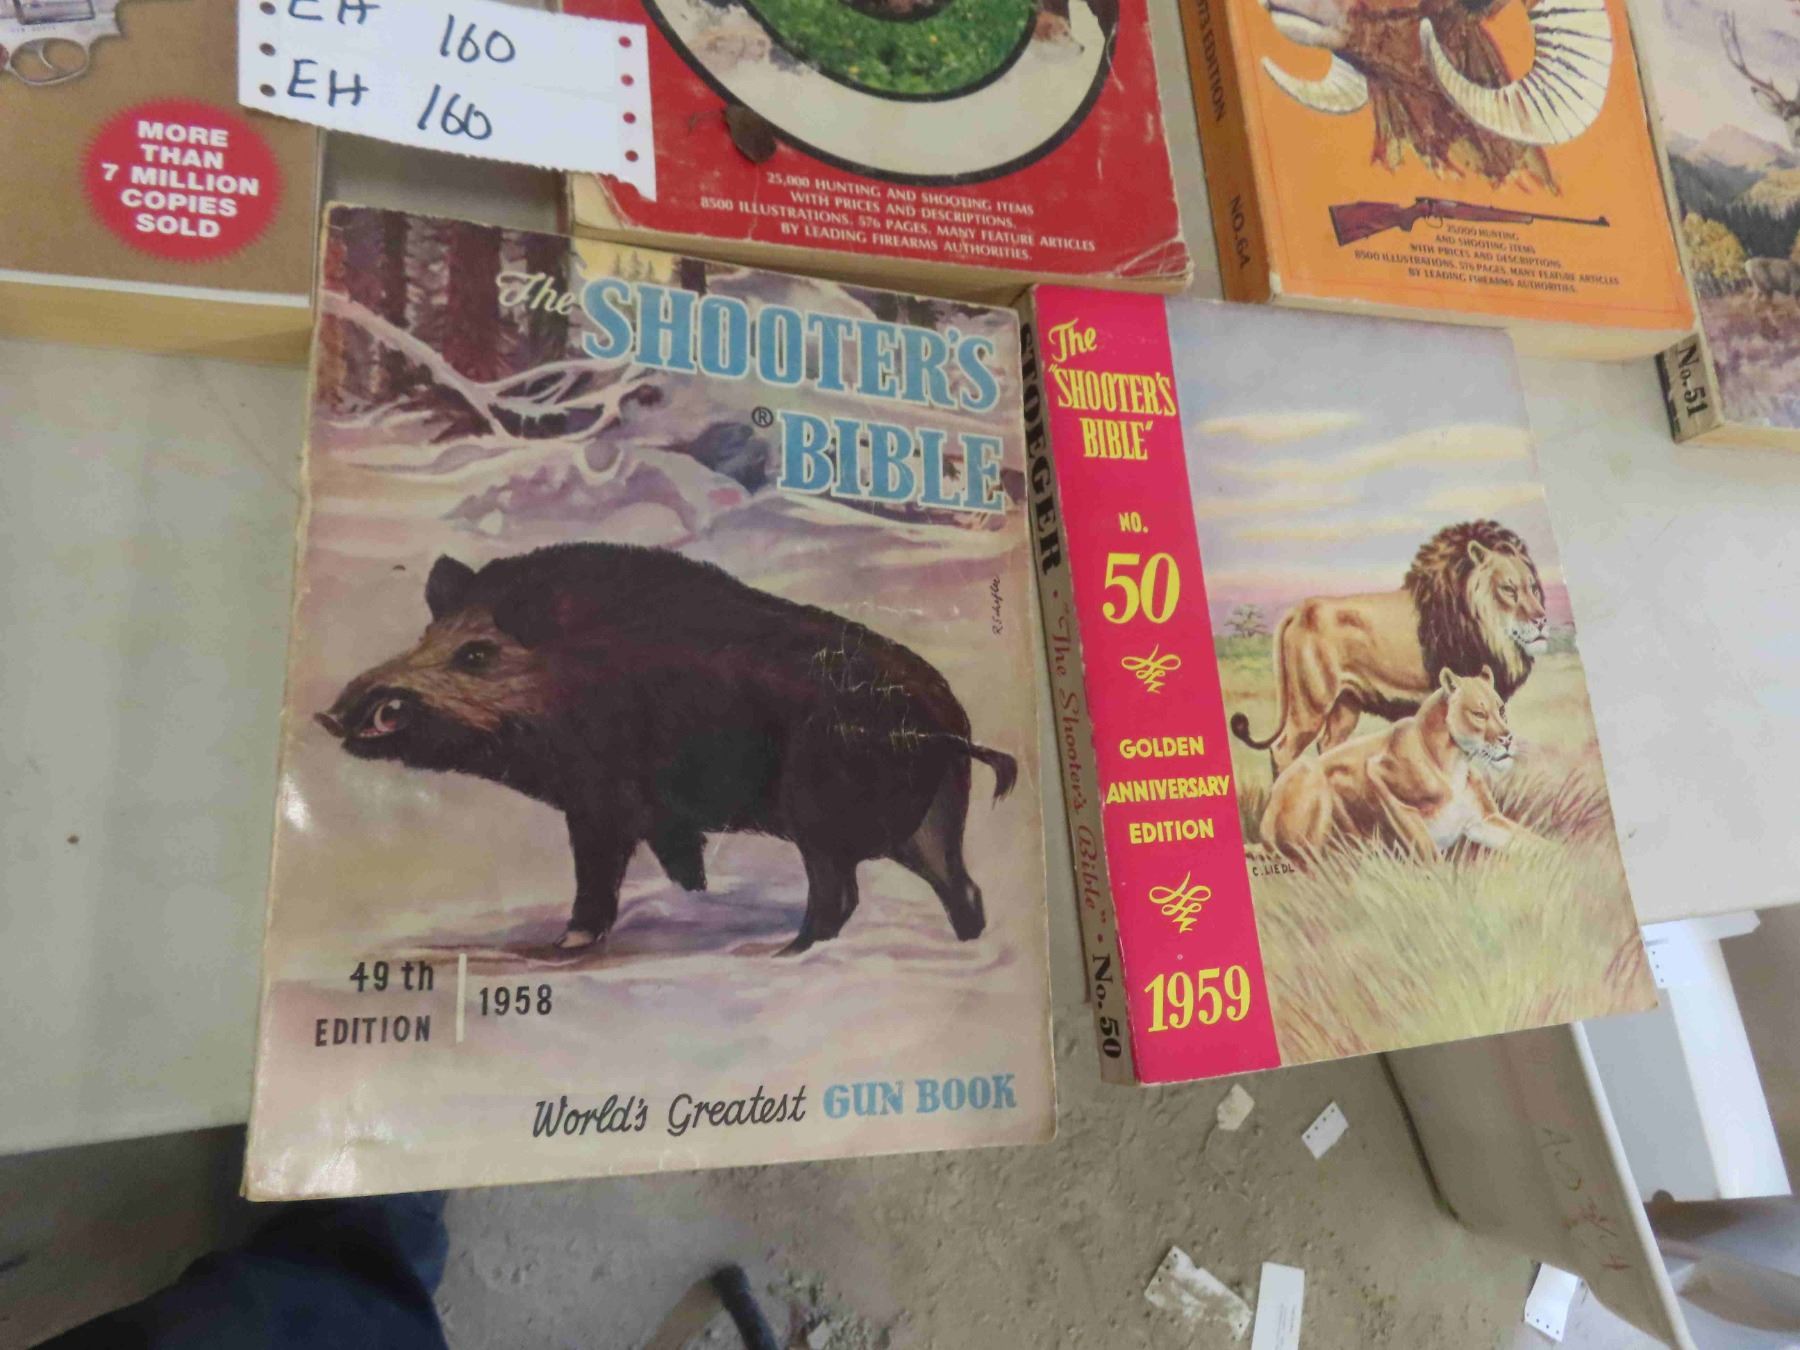 EH 160
EH 160
MORE
THAN
7 MILLION
COPIES
SOLD
25,000 HUNTING AND SHOOTING ITEMS
WITH PRICES AND DESCRIPTIONS.
8500 ILLUSTRATIONS, 576 PAGES, MANY FEATURE ARTICLES
BY LEADING FIREARMS AUTHORITIES.
EDITION
NO. 64
25,000 HUNTING
AND SHOOTING ITEMS
WITH PRICES AND DESCRIPTIONS
8500 ILLUSTRATIONS, 576 PAGES, MANY FEATURE ARTICLES
BY LEADING FIREARMS AUTHORITIES.
No. 51
The SHOOTER'S
® BIBLE
49th
EDITION
1958
World's Greatest GUN BOOK
STOEGER • "The Shooter's Bible" • No. 50
The
"SHOOTER'S
BIBLE"
NO.
50
GOLDEN
ANNIVERSARY
EDITION
1959
C. LIEDL